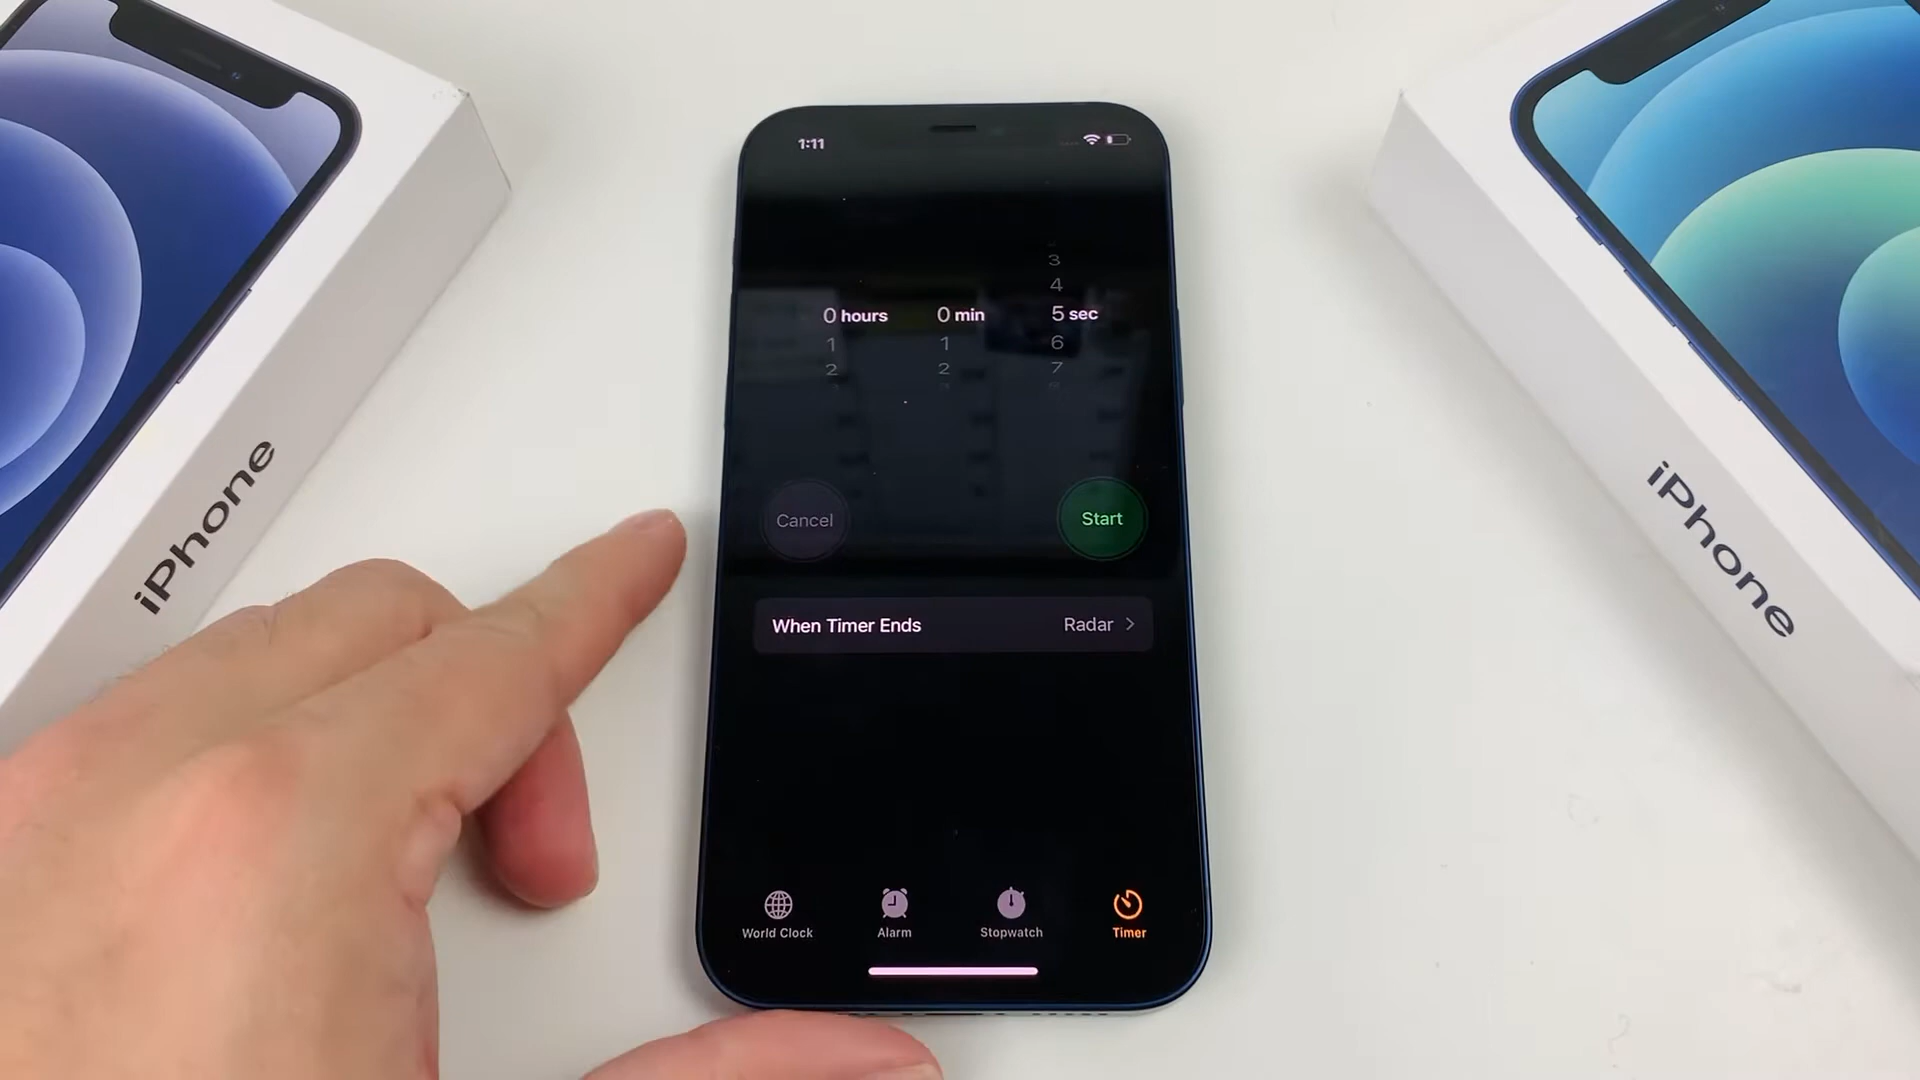 1:11
3
4
0 hours 0 min 5 sec
1 1 6
2 2 7
Cancel Start
When Timer Ends Radar
World Clock Alarm Stopwatch Timer
iPhone
iPhone